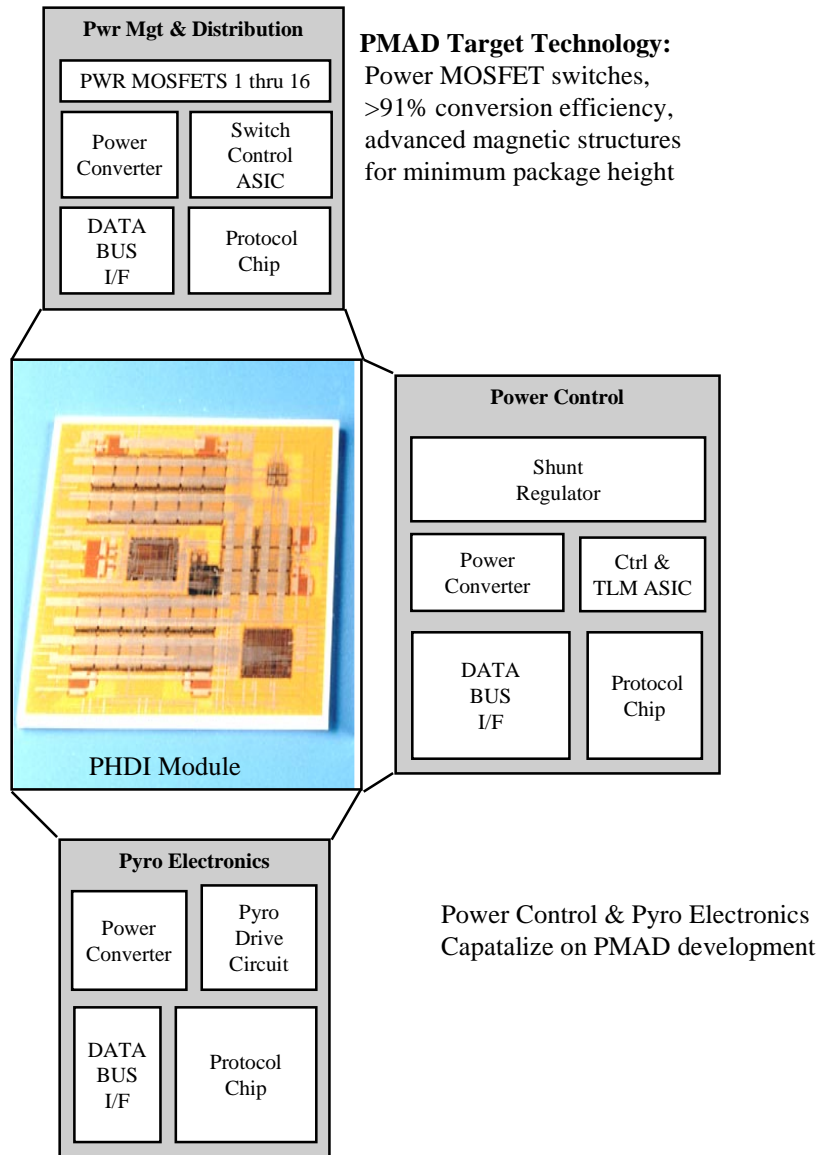 Pwr Mgt & Distribution
PWR MOSFETS 1 thru 16
Power
Converter
Switch
Control
ASIC
DATA
BUS
I/F
Protocol
Chip
PMAD Target Technology:
Power MOSFET switches,
>91% conversion efficiency,
advanced magnetic structures
for minimum package height
PHDI Module
Power Control
Shunt
Regulator
Power
Converter
Ctrl &
TLM ASIC
DATA
BUS
I/F
Protocol
Chip
Pyro Electronics
Power
Converter
Pyro
Drive
Circuit
DATA
BUS
I/F
Protocol
Chip
Power Control & Pyro Electronics
Capatalize on PMAD development